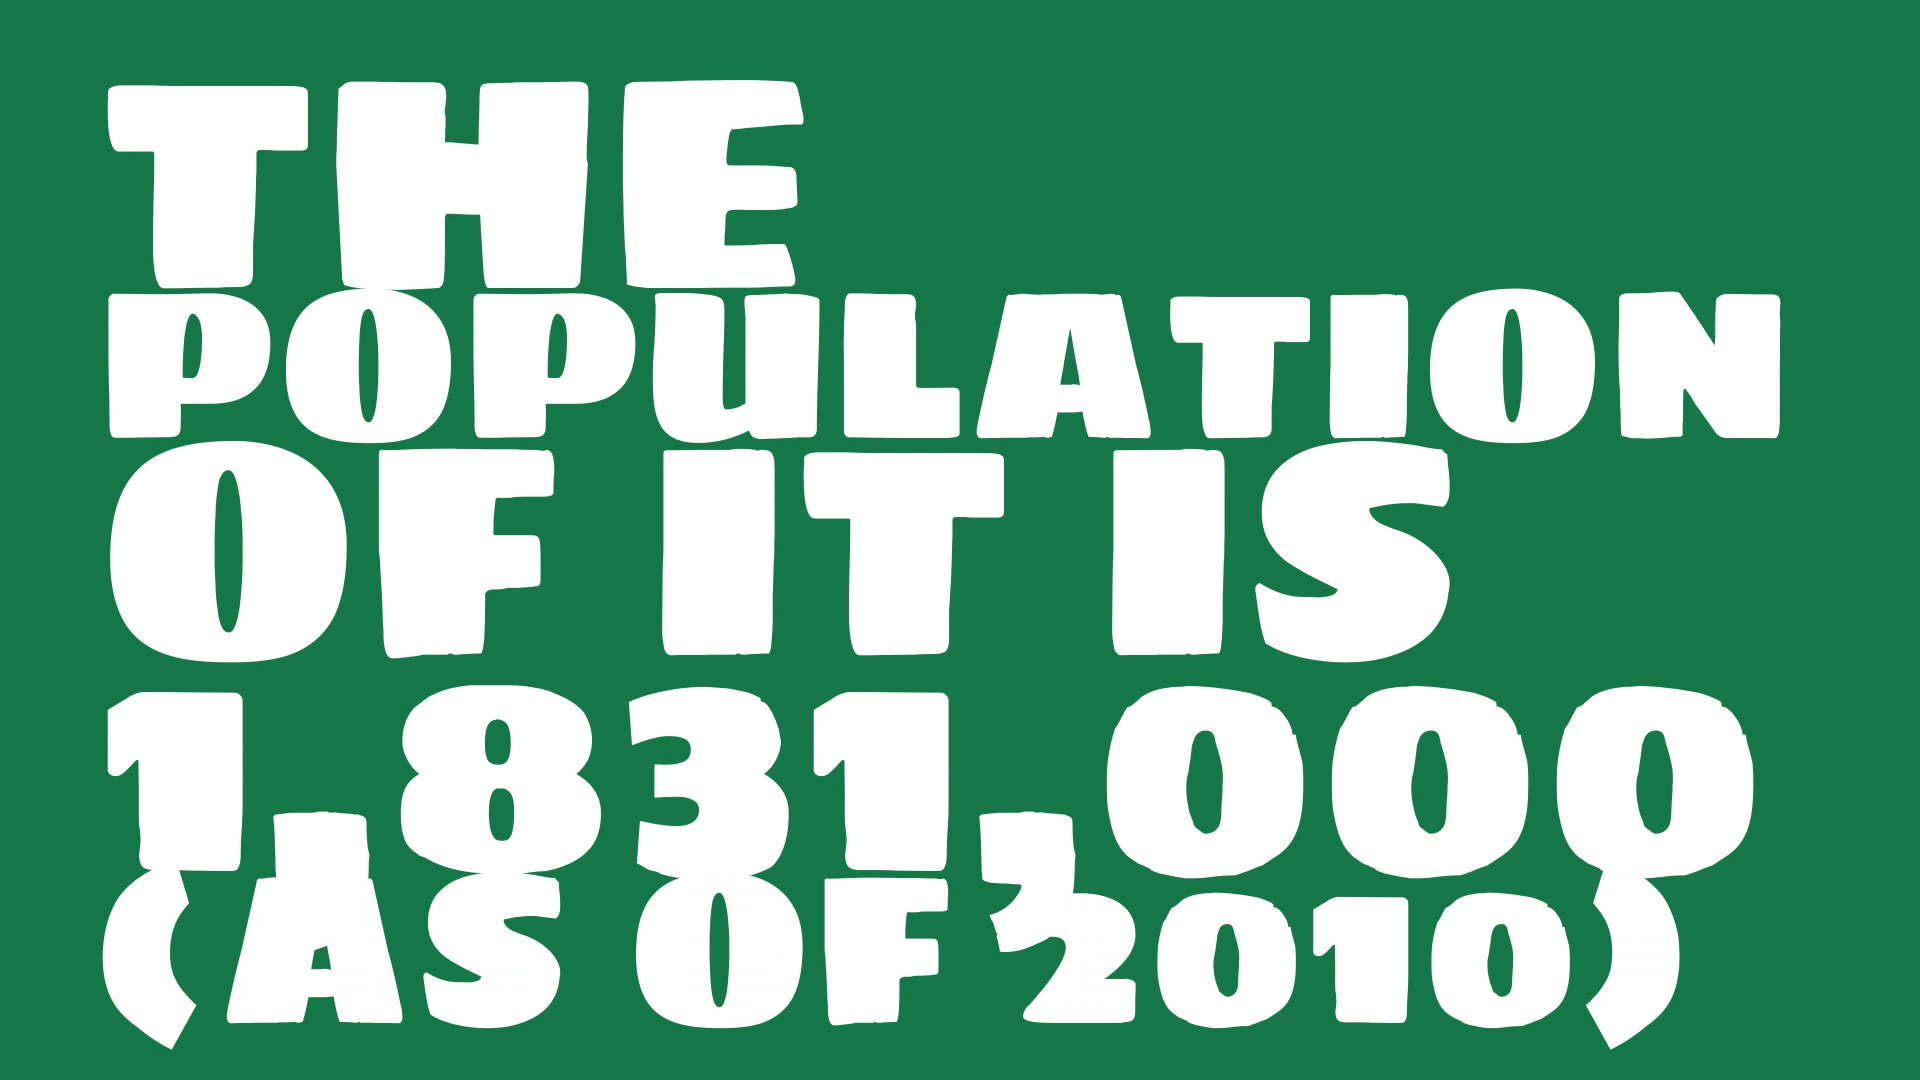 THE
POPULATION
OF IT IS
1,831,000
(AS OF 2010)